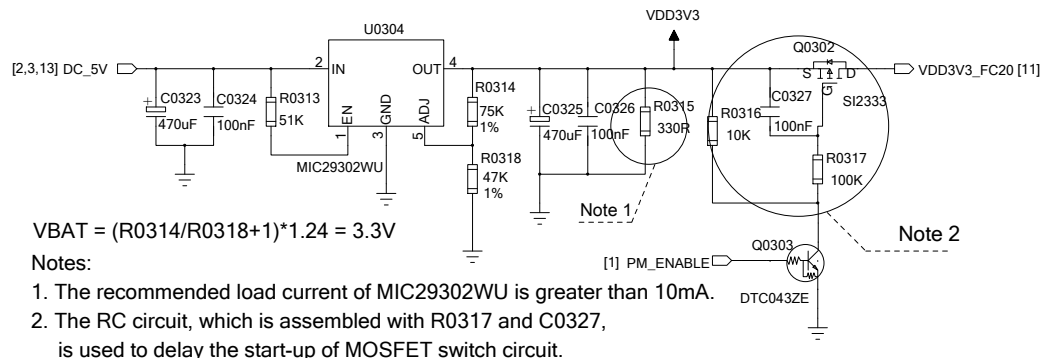 VDD3V3
U0304
Q0302
[2,3,13] DC_5V
2 IN
OUT 4
S D
G
VDD3V3_FC20 [11]
SI2333
C0323
470uF
C0324
100nF
R0313
51K
EN
GND
ADJ
1
3
5
MIC29302WU
R0314
75K
1%
R0318
47K
1%
C0325
470uF
C0326
100nF
R0315
330R
R0316
10K
C0327
100nF
R0317
100K
Note 1
Note 2
Q0303
[1] PM_ENABLE
DTC043ZE
VBAT = (R0314/R0318+1)*1.24 = 3.3V
Notes:
1. The recommended load current of MIC29302WU is greater than 10mA.
2. The RC circuit, which is assembled with R0317 and C0327,
is used to delay the start-up of MOSFET switch circuit.